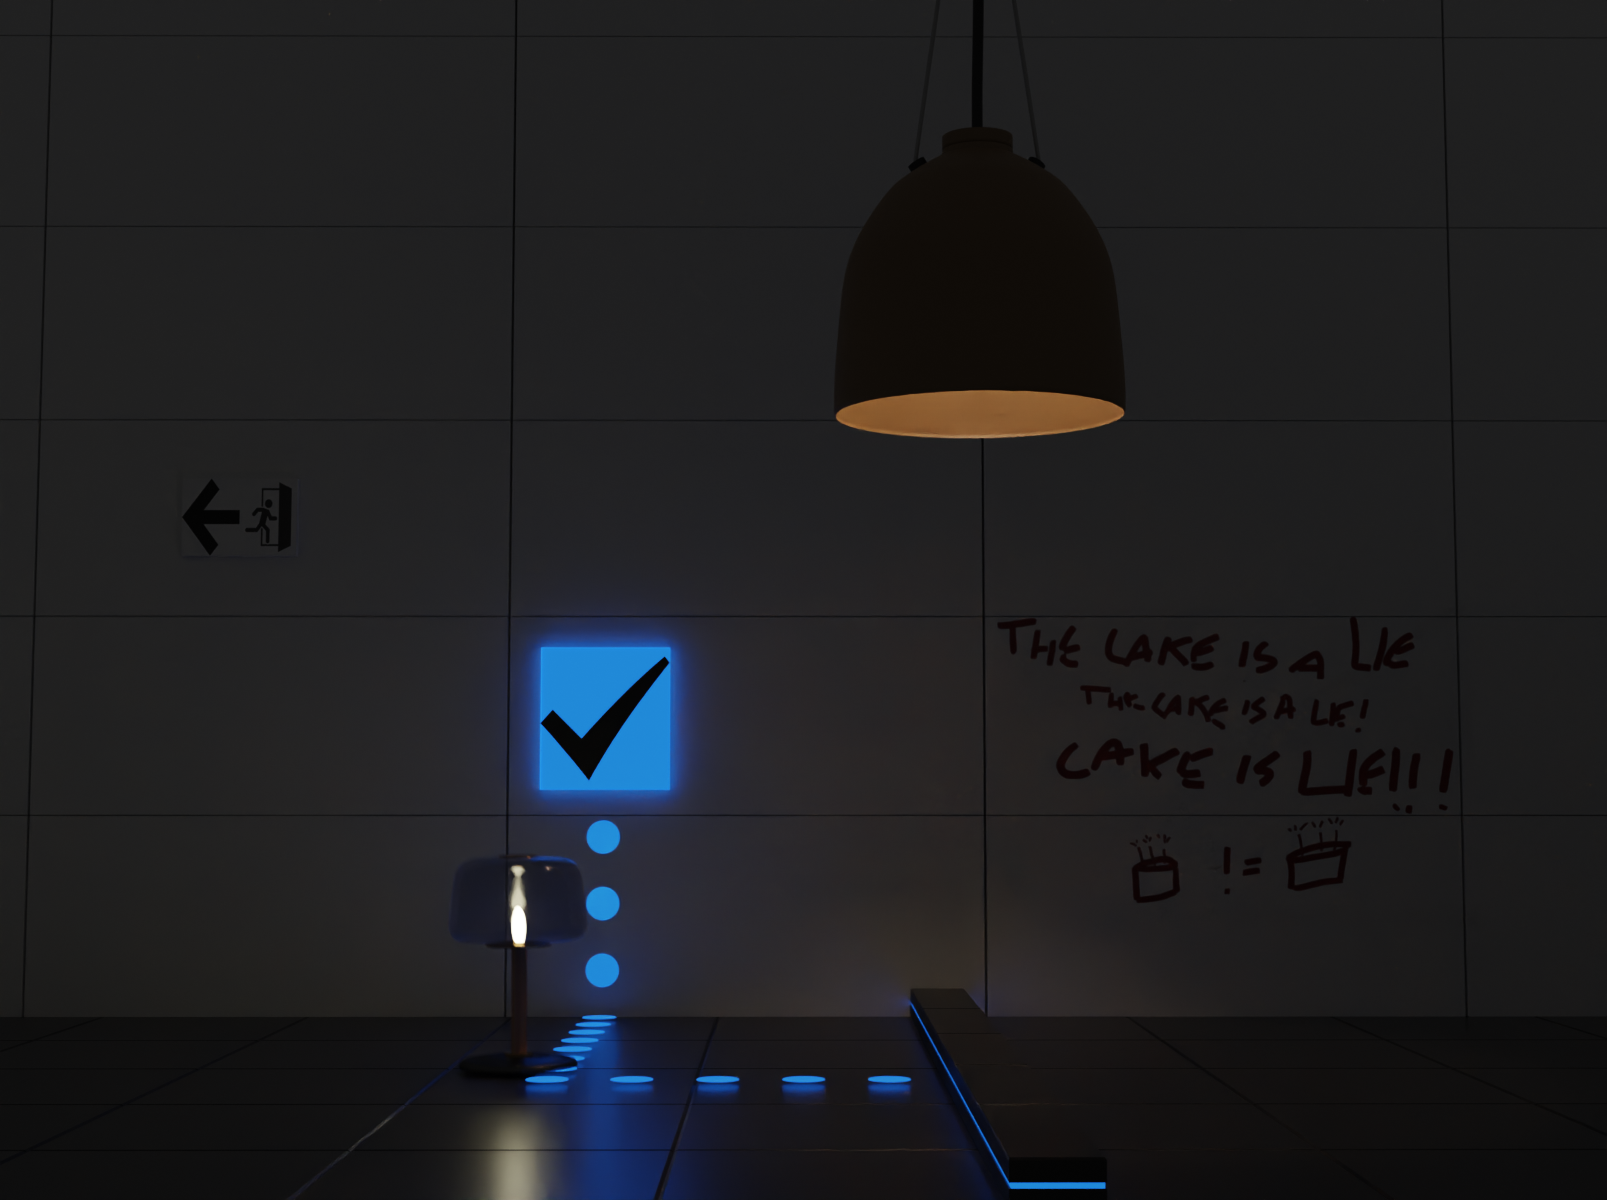 THE CAKE IS A LIE
THE CAKE IS A LIE!
CAKE IS LIE!!!
!=